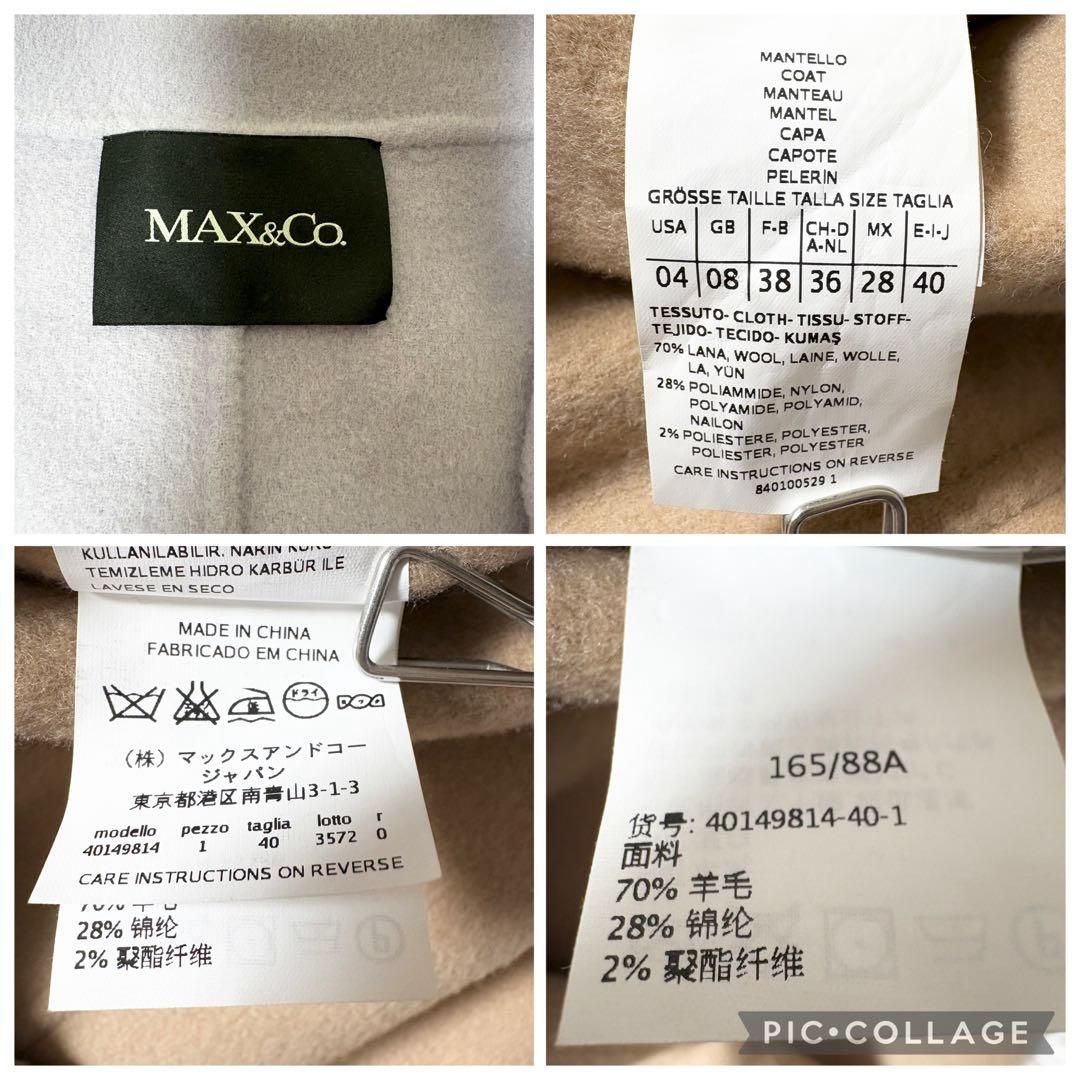 MAX&Co.
MANTELLO
COAT
MANTEAU
MANTEL
CAPA
CAPOTE
PELERİN
GRÖSSE TAILLE TALLA SIZE TAGLIA
USA GB F-B CH-D A-NL MX E-I-J
04 08 38 36 28 40
TESSUTO- CLOTH- TISSU- STOFF-
TEJIDO- TECIDO- KUMAŞ
70% LANA, WOOL, LAINE, WOLLE,
LA, YÜN
28% POLIAMMIDE, NYLON,
POLYAMIDE, POLYAMID,
NAILON
2% POLIESTERE, POLYESTER,
POLIESTER, POLYESTER
CARE INSTRUCTIONS ON REVERSE
840100529 1
KULLANILABILIR. NARIN KURU
TEMIZLEME HIDRO KARBÜR ILE
LAVESE EN SECO
MADE IN CHINA
FABRICADO EM CHINA
ドライ
(株) マックスアンドコー
ジャパン
東京都港区南青山3-1-3
modello pezzo taglia lotto r
40149814 1 40 3572 0
CARE INSTRUCTIONS ON REVERSE
70% 羊毛
28% 锦纶
2% 聚酯纤维
165/88A
货号: 40149814-40-1
面料
70% 羊毛
28% 锦纶
2% 聚酯纤维
PIC•COLLAGE